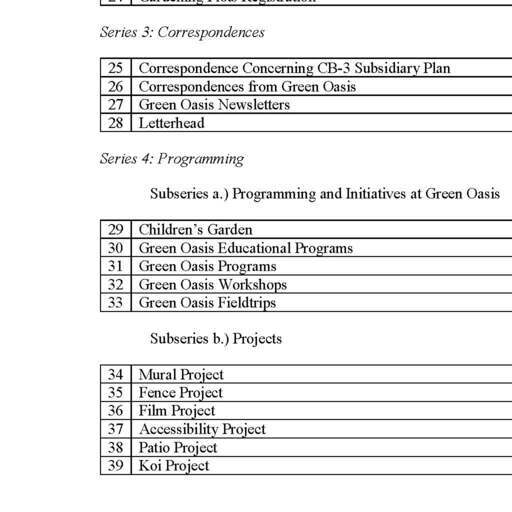 24 Gardening Plots Registration
Series 3: Correspondences
25 Correspondence Concerning CB-3 Subsidiary Plan
26 Correspondences from Green Oasis
27 Green Oasis Newsletters
28 Letterhead
Series 4: Programming
Subseries a.) Programming and Initiatives at Green Oasis
29 Children's Garden
30 Green Oasis Educational Programs
31 Green Oasis Programs
32 Green Oasis Workshops
33 Green Oasis Fieldtrips
Subseries b.) Projects
34 Mural Project
35 Fence Project
36 Film Project
37 Accessibility Project
38 Patio Project
39 Koi Project